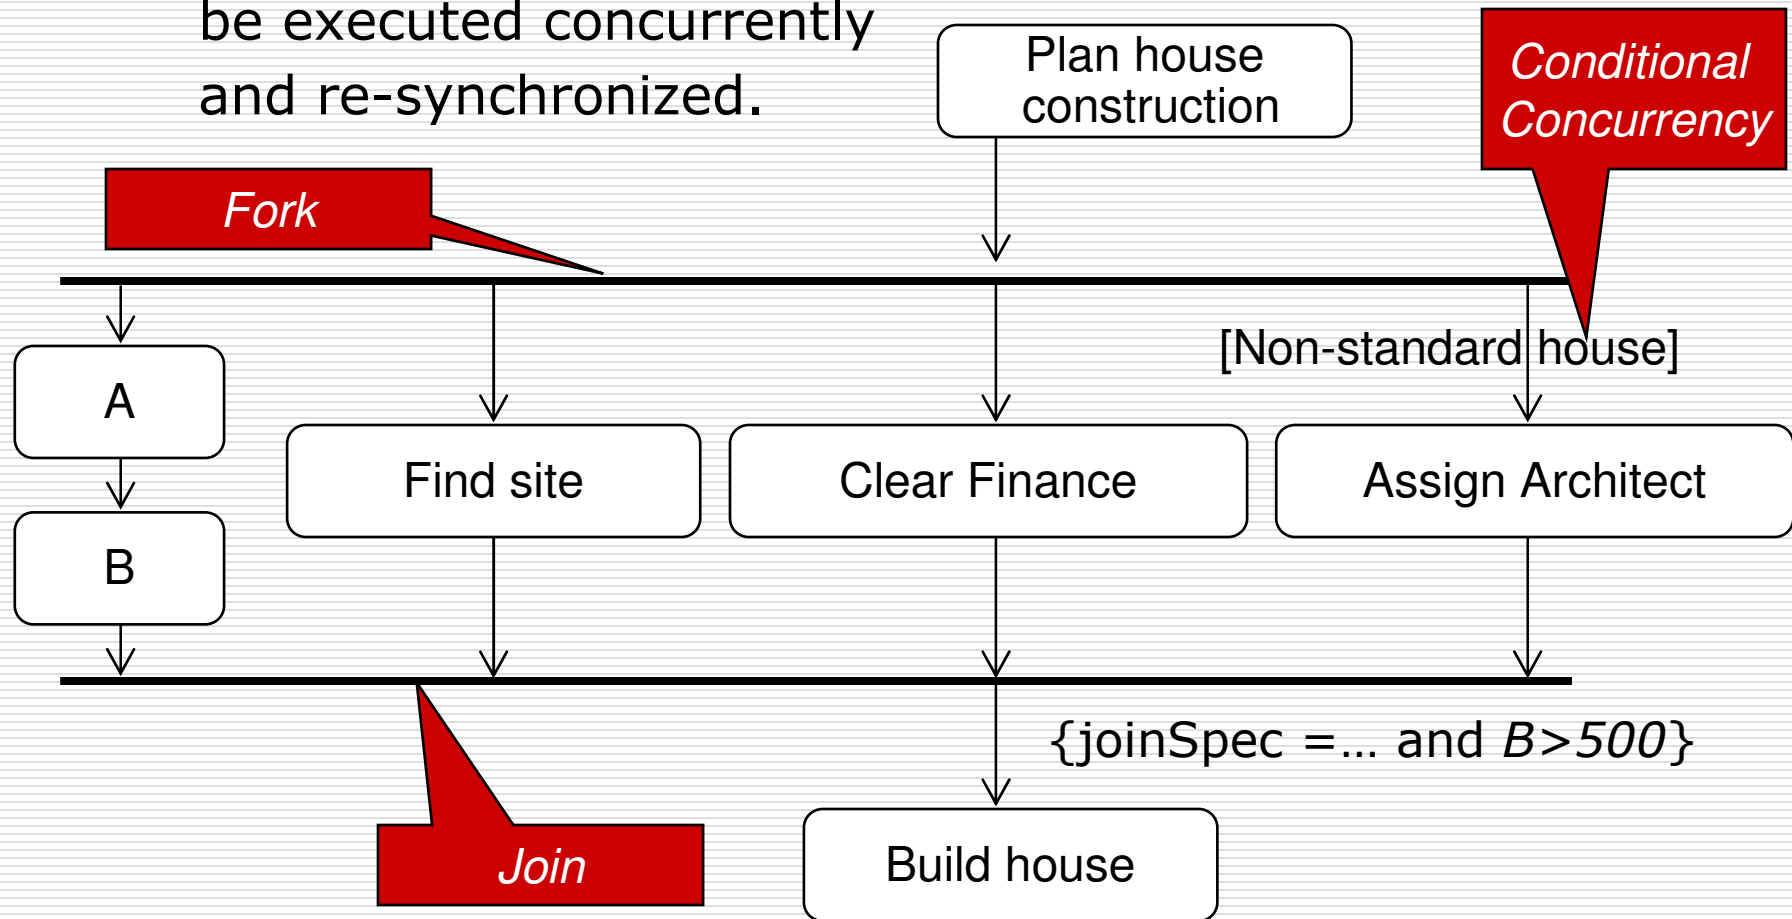 be executed concurrently
and re-synchronized.
Plan house
construction
Conditional
Concurrency
Fork
[Non-standard house]
A
Find site
Clear Finance
Assign Architect
B
{joinSpec =... and B>500}
Join
Build house